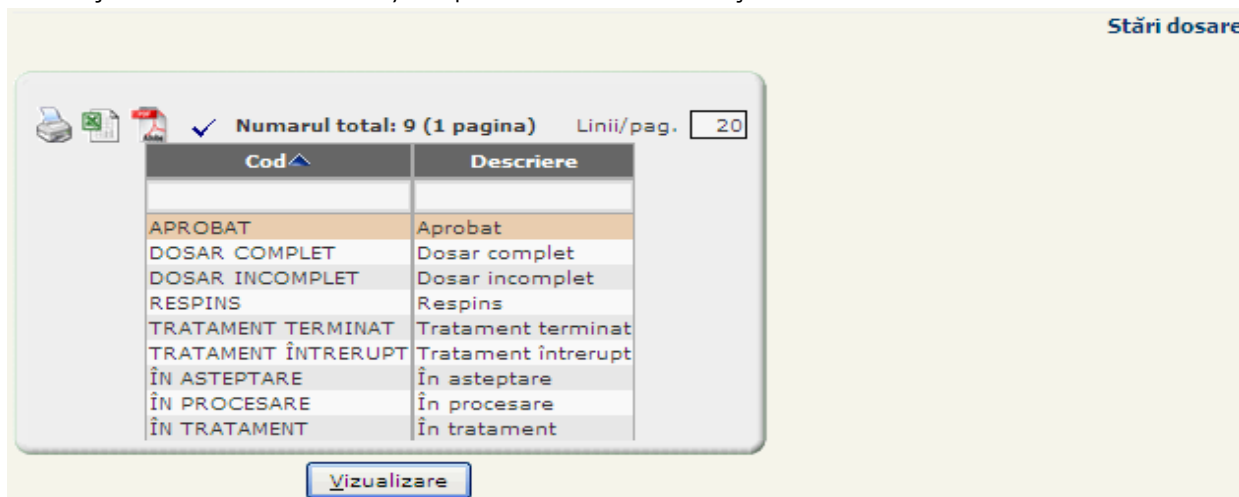 Stări dosare
Numarul total: 9 (1 pagina) Linii/pag. 20
Cod Descriere
APROBAT Aprobat
DOSAR COMPLET Dosar complet
DOSAR INCOMPLET Dosar incomplet
RESPINS Respins
TRATAMENT TERMINAT Tratament terminat
TRATAMENT ÎNTRERUPT Tratament întrerupt
ÎN ASTEPTARE În asteptare
ÎN PROCESARE În procesare
ÎN TRATAMENT În tratament
Vizualizare